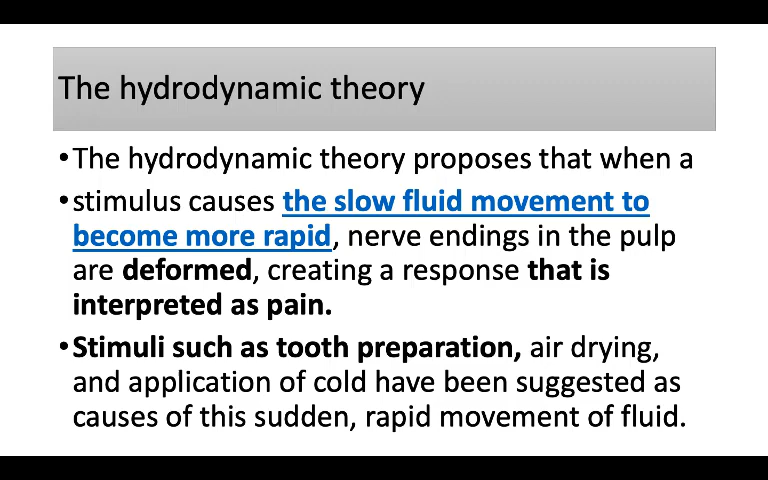 The hydrodynamic theory
•The hydrodynamic theory proposes that when a
•stimulus causes the slow fluid movement to
become more rapid, nerve endings in the pulp
are deformed, creating a response that is
interpreted as pain.
•Stimuli such as tooth preparation, air drying,
and application of cold have been suggested as
causes of this sudden, rapid movement of fluid.